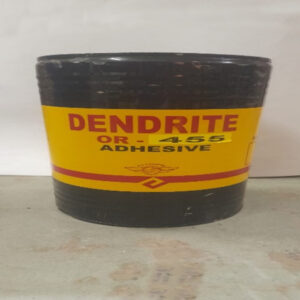 DENDRITE
OR - 455
ADHESIVE